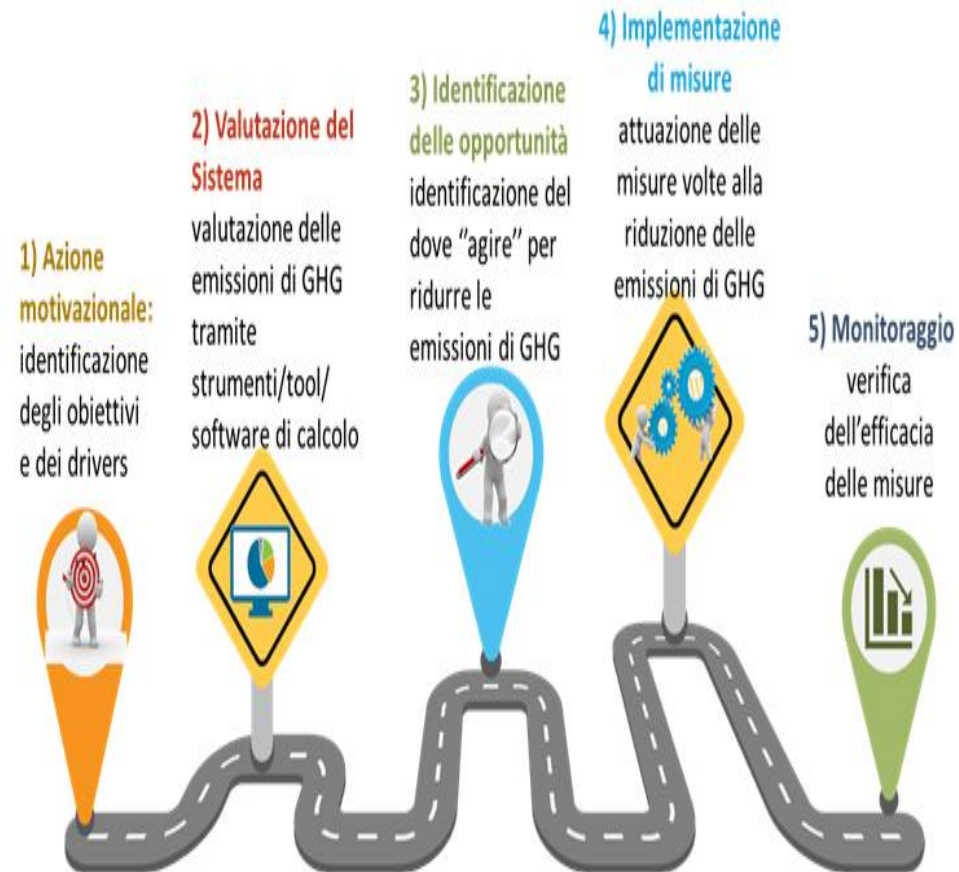 1) Azione
motivazionale:
identificazione
degli obiettivi
e dei drivers
2) Valutazione del
Sistema
valutazione delle
emissioni di GHG
tramite
strumenti/tool/
software di calcolo
3) Identificazione
delle opportunità
identificazione del
dove “agire” per
ridurre le
emissioni di GHG
4) Implementazione
di misure
attuazione delle
misure volte alla
riduzione delle
emissioni di GHG
5) Monitoraggio
verifica
dell’efficacia
delle misure